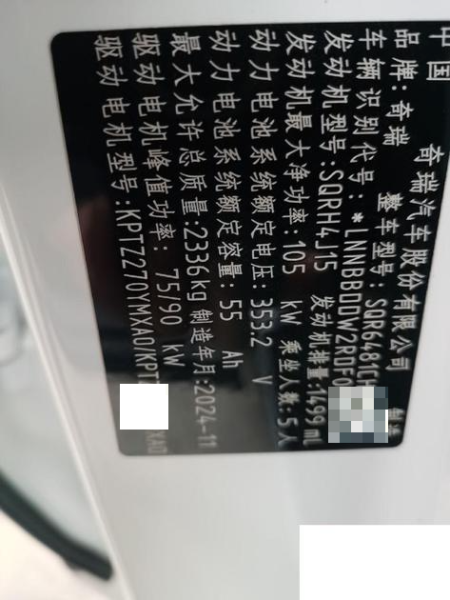 中国 奇瑞汽车股份有限公司 制造
品牌:奇瑞 整车型号:SQR6481CH
车辆识别代号:*LNNBBDDW2RDF0
发动机型号:SQRH4J15 发动机排量:1499 mL
发动机最大净功率:105 kW 乘坐人数:5人
动力电池系统额定电压:353.2 V
动力电池系统额定容量:55 Ah
最大允许总质量:2336kg 制造年月:2024-11
驱动电机峰值功率: 75/90 kW
驱动电机型号:KPTZ270YMXA0/KPTZ XA0